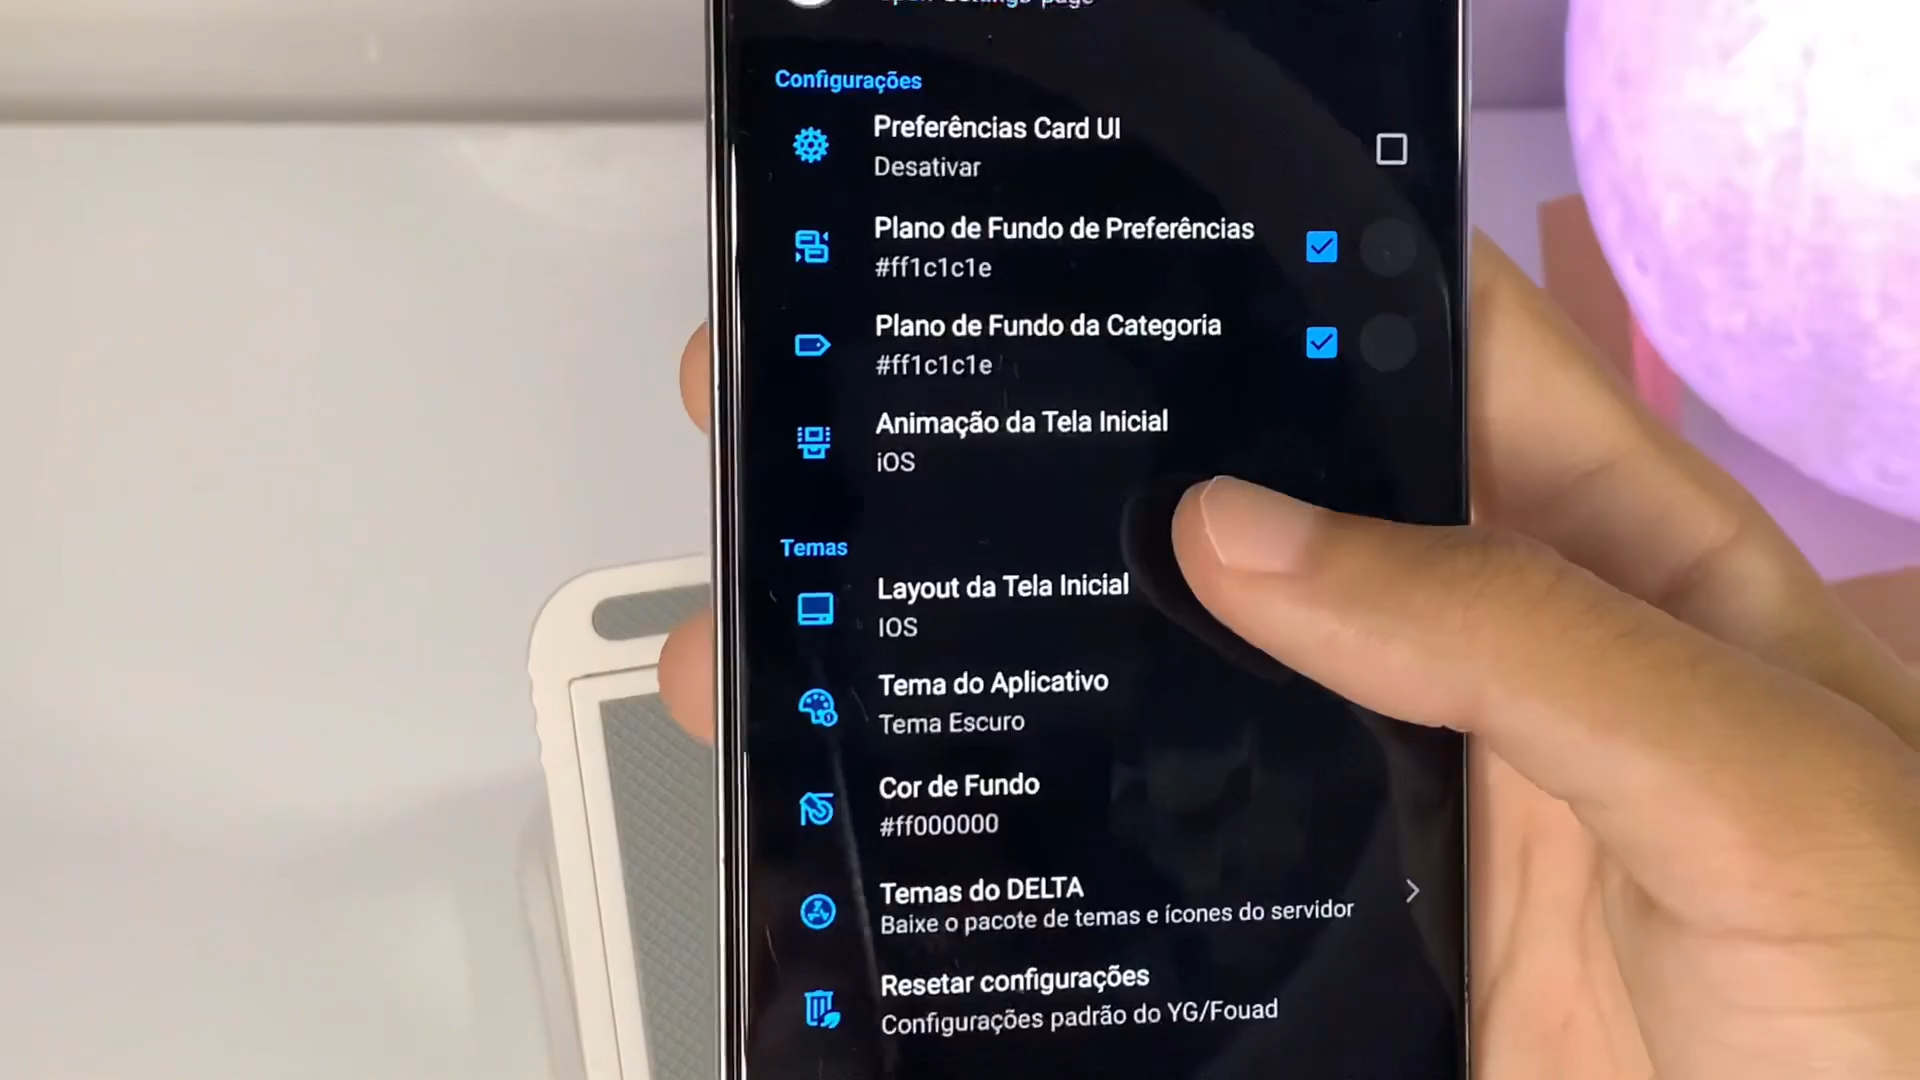 Configurações
Preferências Card UI
Desativar
Plano de Fundo de Preferências
#ff1c1c1e
Plano de Fundo da Categoria
#ff1c1c1e
Animação da Tela Inicial
iOS
Temas
Layout da Tela Inicial
IOS
Tema do Aplicativo
Tema Escuro
Cor de Fundo
#ff000000
Temas do DELTA
Baixe o pacote de temas e ícones do servidor
Resetar configurações
Configurações padrão do YG/Fouad